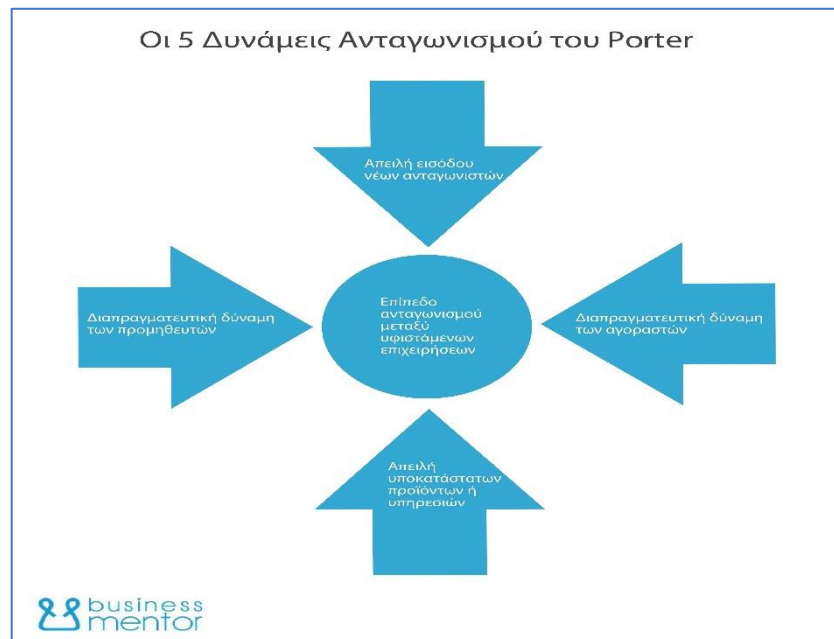 Οι 5 Δυνάμεις Ανταγωνισμού του Porter
Απειλή εισόδου
νέων ανταγωνιστών
Διαπραγματευτική δύναμη
των προμηθευτών
Επίπεδο
ανταγωνισμού
μεταξύ
υφιστάμενων
επιχειρήσεων
Διαπραγματευτική δύναμη
των αγοραστών
Απειλή
υποκατάστατων
προϊόντων ή
υπηρεσιών
business
mentor